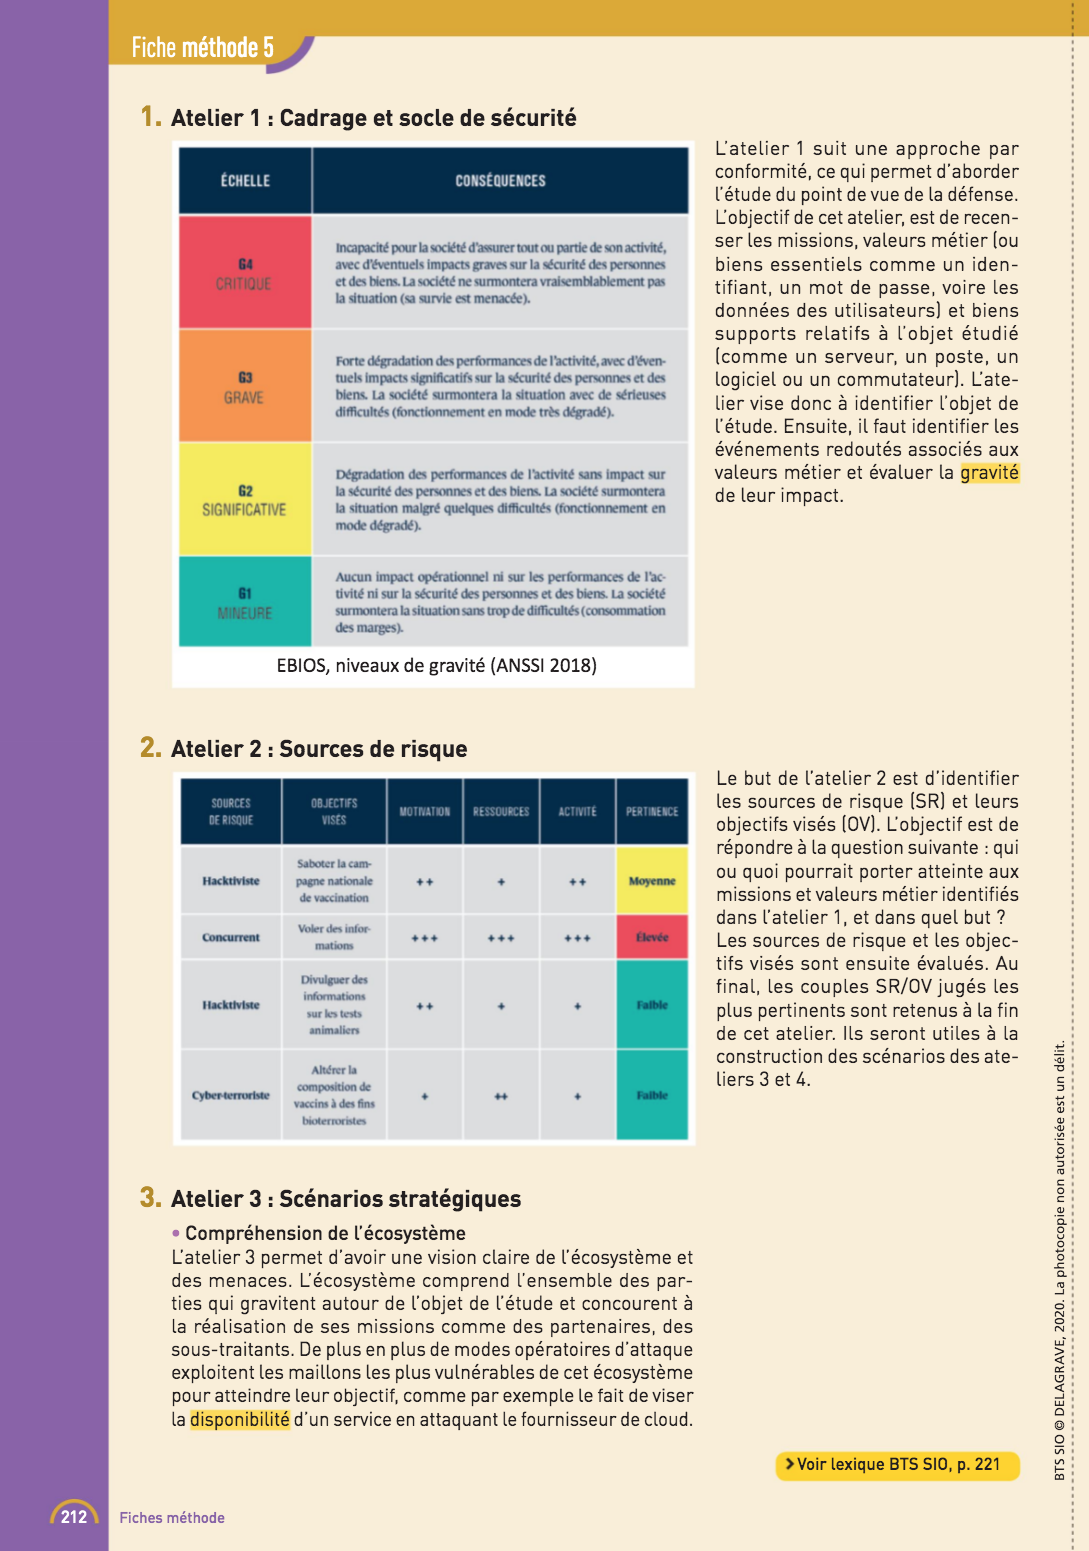 Fiche méthode 5
1. Atelier 1 : Cadrage et socle de sécurité
ÉCHELLE
CONSÉQUENCES
G4
CRITIQUE
Incapacité pour la société d'assurer tout ou partie de son activité,
avec d'éventuels impacts graves sur la sécurité des personnes
et des biens. La société ne surmontera vraisemblablement pas
la situation (sa survie est menacée).
G3
GRAVE
Forte dégradation des performances de l'activité, avec d'éven-
tuels impacts significatifs sur la sécurité des personnes et des
biens. La société surmontera la situation avec de sérieuses
difficultés (fonctionnement en mode très dégradé).
G2
SIGNIFICATIVE
Dégradation des performances de l'activité sans impact sur
la sécurité des personnes et des biens. La société surmontera
la situation malgré quelques difficultés (fonctionnement en
mode dégradé).
G1
MINEURE
Aucun impact opérationnel ni sur les performances de l'ac-
tivité ni sur la sécurité des personnes et des biens. La société
surmontera la situation sans trop de difficultés (consommation
des marges).
EBIOS, niveaux de gravité (ANSSI 2018)
L'atelier 1 suit une approche par
conformité, ce qui permet d'aborder
l'étude du point de vue de la défense.
L'objectif de cet atelier, est de recen-
ser les missions, valeurs métier (ou
biens essentiels comme un iden-
tifiant, un mot de passe, voire les
données des utilisateurs) et biens
supports relatifs à l'objet étudié
(comme un serveur, un poste, un
logiciel ou un commutateur). L'ate-
lier vise donc à identifier l'objet de
l'étude. Ensuite, il faut identifier les
événements redoutés associés aux
valeurs métier et évaluer la gravité
de leur impact.
2. Atelier 2 : Sources de risque
SOURCES
DE RISQUE
OBJECTIFS
VISÉS
MOTIVATION
RESSOURCES
ACTIVITÉ
PERTINENCE
Hacktiviste
Saboter la cam-
pagne nationale
de vaccination
++
+
++
Moyenne
Concurrent
Voler des infor-
mations
+++
+++
+++
Élevée
Hacktiviste
Divulguer des
informations
sur les tests
animaliers
++
+
+
Faible
Cyber-terroriste
Altérer la
composition de
vaccins à des fins
bioterroristes
+
++
+
Faible
Le but de l'atelier 2 est d'identifier
les sources de risque (SR) et leurs
objectifs visés (OV). L'objectif est de
répondre à la question suivante : qui
ou quoi pourrait porter atteinte aux
missions et valeurs métier identifiés
dans l'atelier 1, et dans quel but ?
Les sources de risque et les objec-
tifs visés sont ensuite évalués. Au
final, les couples SR/OV jugés les
plus pertinents sont retenus à la fin
de cet atelier. Ils seront utiles à la
construction des scénarios des ate-
liers 3 et 4.
3. Atelier 3 : Scénarios stratégiques
• Compréhension de l'écosystème
L'atelier 3 permet d'avoir une vision claire de l'écosystème et
des menaces. L'écosystème comprend l'ensemble des par-
ties qui gravitent autour de l'objet de l'étude et concourent à
la réalisation de ses missions comme des partenaires, des
sous-traitants. De plus en plus de modes opératoires d'attaque
exploitent les maillons les plus vulnérables de cet écosystème
pour atteindre leur objectif, comme par exemple le fait de viser
la disponibilité d'un service en attaquant le fournisseur de cloud.
> Voir lexique BTS SIO, p. 221
BTS SIO © DELAGRAVE, 2020. La photocopie non autorisée est un délit.
212
Fiches méthode